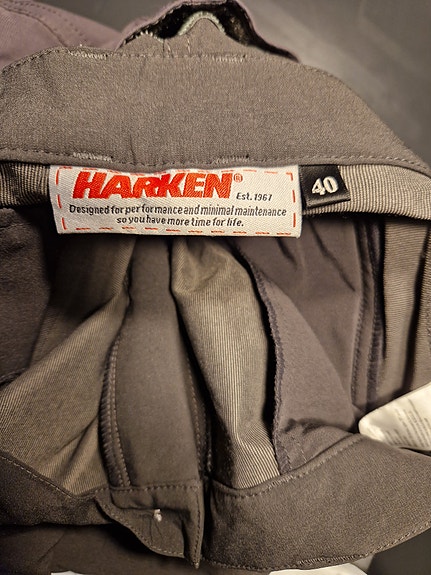 HARKEN®
Est. 1967
Designed for performance and minimal maintenance
so you have more time for life.
40